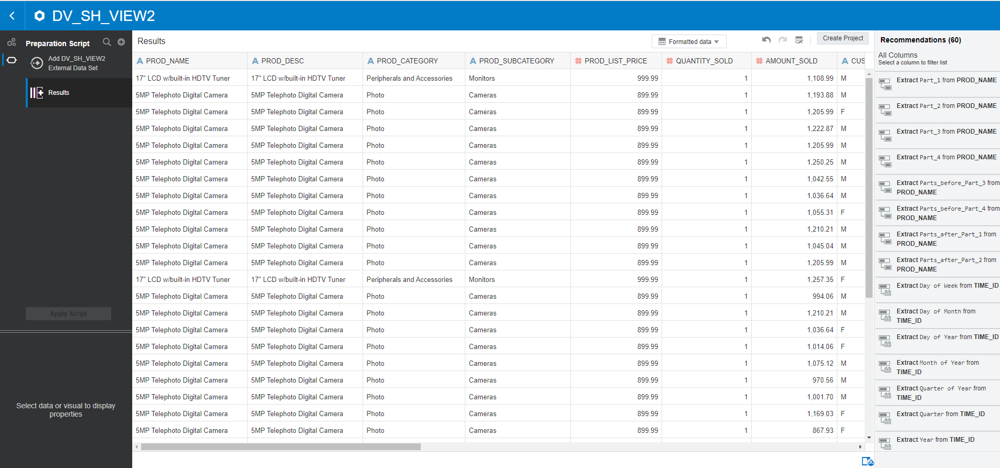 DV_SH_VIEW2
Preparation Script
Add DV_SH_VIEW2
External Data Set
Results
Apply Script
Select data or visual to display
properties
Results
Formatted data
Create Project
PROD_NAME PROD_DESC PROD_CATEGORY PROD_SUBCATEGORY PROD_LIST_PRICE QUANTITY_SOLD AMOUNT_SOLD CUS
17" LCD w/built-in HDTV Tuner 17" LCD w/built-in HDTV Tuner Peripherals and Accessories Monitors 999.99 1 1,108.99 M
5MP Telephoto Digital Camera 5MP Telephoto Digital Camera Photo Cameras 899.99 1 1,193.88 M
5MP Telephoto Digital Camera 5MP Telephoto Digital Camera Photo Cameras 899.99 1 1,205.99 F
5MP Telephoto Digital Camera 5MP Telephoto Digital Camera Photo Cameras 899.99 1 1,222.87 M
5MP Telephoto Digital Camera 5MP Telephoto Digital Camera Photo Cameras 899.99 1 1,205.99 M
5MP Telephoto Digital Camera 5MP Telephoto Digital Camera Photo Cameras 899.99 1 1,250.25 M
5MP Telephoto Digital Camera 5MP Telephoto Digital Camera Photo Cameras 899.99 1 1,042.55 M
5MP Telephoto Digital Camera 5MP Telephoto Digital Camera Photo Cameras 899.99 1 1,036.64 M
5MP Telephoto Digital Camera 5MP Telephoto Digital Camera Photo Cameras 899.99 1 1,055.31 F
5MP Telephoto Digital Camera 5MP Telephoto Digital Camera Photo Cameras 899.99 1 1,210.21 M
5MP Telephoto Digital Camera 5MP Telephoto Digital Camera Photo Cameras 899.99 1 1,045.04 M
5MP Telephoto Digital Camera 5MP Telephoto Digital Camera Photo Cameras 899.99 1 1,205.99 M
17" LCD w/built-in HDTV Tuner 17" LCD w/built-in HDTV Tuner Peripherals and Accessories Monitors 999.99 1 1,257.35 F
5MP Telephoto Digital Camera 5MP Telephoto Digital Camera Photo Cameras 899.99 1 994.06 M
5MP Telephoto Digital Camera 5MP Telephoto Digital Camera Photo Cameras 899.99 1 1,210.21 M
5MP Telephoto Digital Camera 5MP Telephoto Digital Camera Photo Cameras 899.99 1 1,036.64 F
5MP Telephoto Digital Camera 5MP Telephoto Digital Camera Photo Cameras 899.99 1 1,014.06 F
5MP Telephoto Digital Camera 5MP Telephoto Digital Camera Photo Cameras 899.99 1 1,075.12 M
5MP Telephoto Digital Camera 5MP Telephoto Digital Camera Photo Cameras 899.99 1 970.56 M
5MP Telephoto Digital Camera 5MP Telephoto Digital Camera Photo Cameras 899.99 1 1,001.70 M
5MP Telephoto Digital Camera 5MP Telephoto Digital Camera Photo Cameras 899.99 1 1,169.03 F
5MP Telephoto Digital Camera 5MP Telephoto Digital Camera Photo Cameras 899.99 1 867.93 F
60
Recommendations (60)
All Columns
Select a column to filter list
Extract Part_1 from PROD_NAME
Extract Part_2 from PROD_NAME
Extract Part_3 from PROD_NAME
Extract Part_4 from PROD_NAME
Extract Parts_before_Part_3 from
PROD_NAME
Extract Parts_before_Part_4 from
PROD_NAME
Extract Parts_after_Part_1 from
PROD_NAME
Extract Parts_after_Part_2 from
PROD_NAME
Extract Day of Week from TIME_ID
Extract Day of Month from
TIME_ID
Extract Day of Year from TIME_ID
Extract Month of Year from
TIME_ID
Extract Quarter of Year from
TIME_ID
Extract Quarter from TIME_ID
Extract Year from TIME_ID